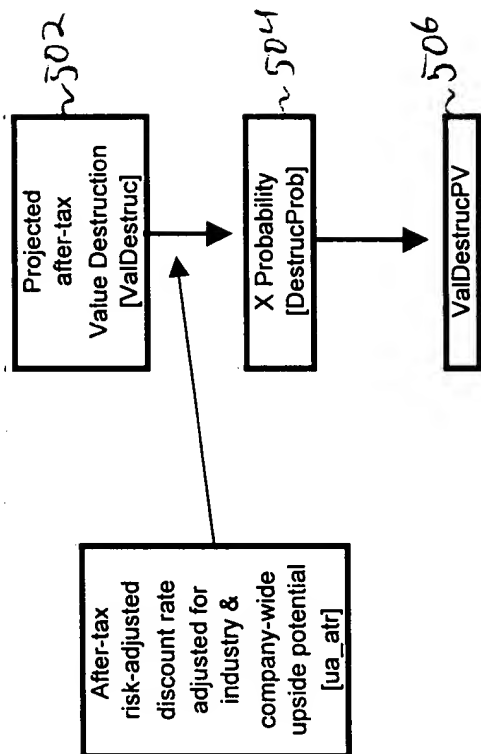 Projected
after-tax
Value Destruction
[ValDestruc]
~502
After-tax
risk-adjusted
discount rate
adjusted for
industry &
company-wide
upside potential
[ua_atr]
X Probability
[DestrucProb]
~504
ValDestrucPV
~506